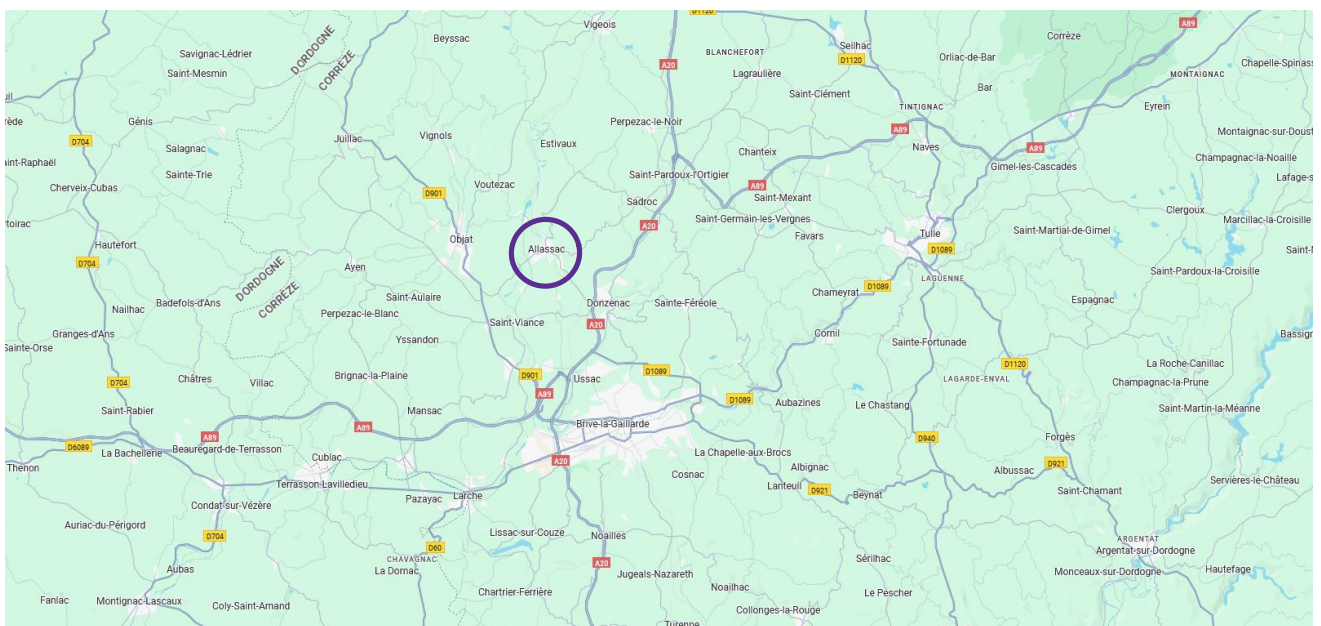 D1120
A89
Vigeois
Corrèze
Beyssac
Seilhac
BLANCHEFORT
Savignac-Lédrier
DORDOGNE
CORRÈZE
Orliac-de-Bar
D1120
Chapelle-Spinass
A20
Saint-Mesmin
Lagraulière
MONTAIGNAC
Bar
Saint-Clément
TINTIGNAC
Eyrein
Génis
Perpezac-le-Noir
A89
Montaignac-sur-Doust
Vignols
D704
Juillac
Estivaux
Salagnac
Chanteix
Naves
A89
Champagnac-la-Noaille
aint-Raphaël
Gimel-les-Cascades
Sainte-Trie
Saint-Pardoux-l'Ortigier
Lafage-s
Voutezac
A89
Cherveix-Cubas
D901
Saint-Mexant
Sadroc
Clergoux
Saint-Germain-les-Vergnes
Marcillac-la-Croisille
toirac
A20
Saint-Martial-de-Gimel
Tulle
Favars
Objat
Hautefort
Allassac
D1089
D704
Ayen
Saint-Pardoux-la-Croisille
LAGUENNE
DORDOGNE
CORRÈZE
D1089
Chameyrat
Saint-Aulaire
Espagnac
Badefols-d'Ans
Donzenac
Sainte-Féréole
Nailhac
Perpezac-le-Blanc
Saint-Viance
A20
Granges-d'Ans
Cornil
Bassign
Yssandon
Sainte-Fortunade
Sainte-Orse
La Roche-Canillac
D1120
D1089
D901
Brignac-la-Plaine
Châtres
Villac
Ussac
LAGARDE-ENVAL
Champagnac-la-Prune
D704
A89
D1089
Aubazines
Le Chastang
Saint-Martin-la-Méanne
Saint-Rabier
Mansac
Brive-la-Gaillarde
A89
A89
Forgès
D940
D6089
Beauregard-de-Terrasson
La Bachellerie
La Chapelle-aux-Brocs
Cublac
A20
D921
Thenon
Albignac
Albussac
Cosnac
Servières-le-Château
Terrasson-Lavilledieu
Lanteuil
D921
Saint-Chamant
Beynat
Pazayac
Larche
Condat-sur-Vézère
Auriac-du-Périgord
Lissac-sur-Couze
Noailles
D704
ARGENTAT
D60
Argentat-sur-Dordogne
CHAVAGNAC
Sérilhac
A20
Aubas
La Dornac
Monceaux-sur-Dordogne
Hautefage
Jugeals-Nazareth
Noailhac
Chartrier-Ferrière
Le Pescher
Fanlac
Montignac-Lascaux
Coly-Saint-Amand
Collonges-la-Rouge
Turenne